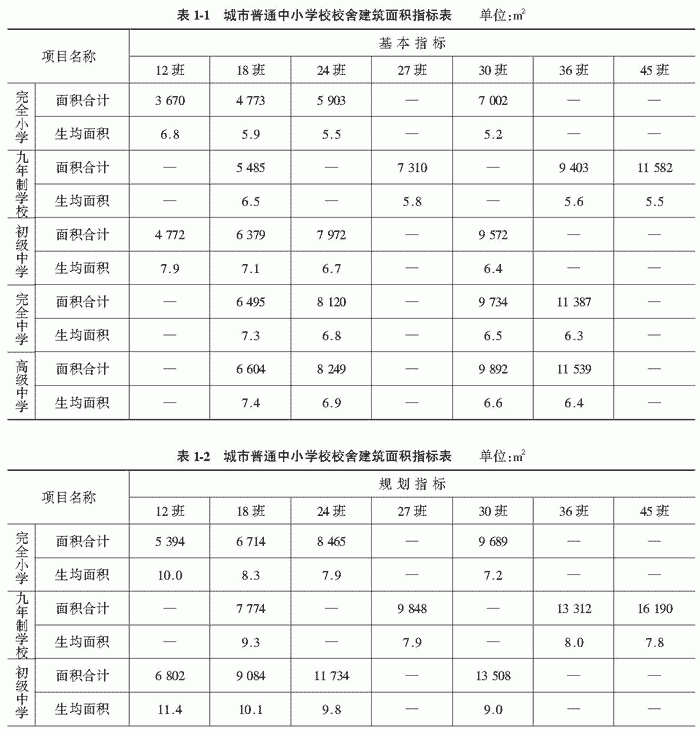 表 1-1 城市普通中小学校校舍建筑面积指标表 单位:m²
项目名称 基本指标
12 班 18 班 24 班 27 班 30 班 36 班 45 班
完全小学 面积合计 3 670 4 773 5 903 — 7 002 — —
生均面积 6.8 5.9 5.5 — 5.2 — —
九年制学校 面积合计 — 5 485 — 7 310 — 9 403 11 582
生均面积 — 6.5 — 5.8 — 5.6 5.5
初级中学 面积合计 4 772 6 379 7 972 — 9 572 — —
生均面积 7.9 7.1 6.7 — 6.4 — —
完全中学 面积合计 — 6 495 8 120 — 9 734 11 387 —
生均面积 — 7.3 6.8 — 6.5 6.3 —
高级中学 面积合计 — 6 604 8 249 — 9 892 11 539 —
生均面积 — 7.4 6.9 — 6.6 6.4 —
表 1-2 城市普通中小学校校舍建筑面积指标表 单位:m²
项目名称 规划指标
12 班 18 班 24 班 27 班 30 班 36 班 45 班
完全小学 面积合计 5 394 6 714 8 465 — 9 689 — —
生均面积 10.0 8.3 7.9 — 7.2 — —
九年制学校 面积合计 — 7 774 — 9 848 — 13 312 16 190
生均面积 — 9.3 — 7.9 — 8.0 7.8
初级中学 面积合计 6 802 9 084 11 734 — 13 508 — —
生均面积 11.4 10.1 9.8 — 9.0 — —